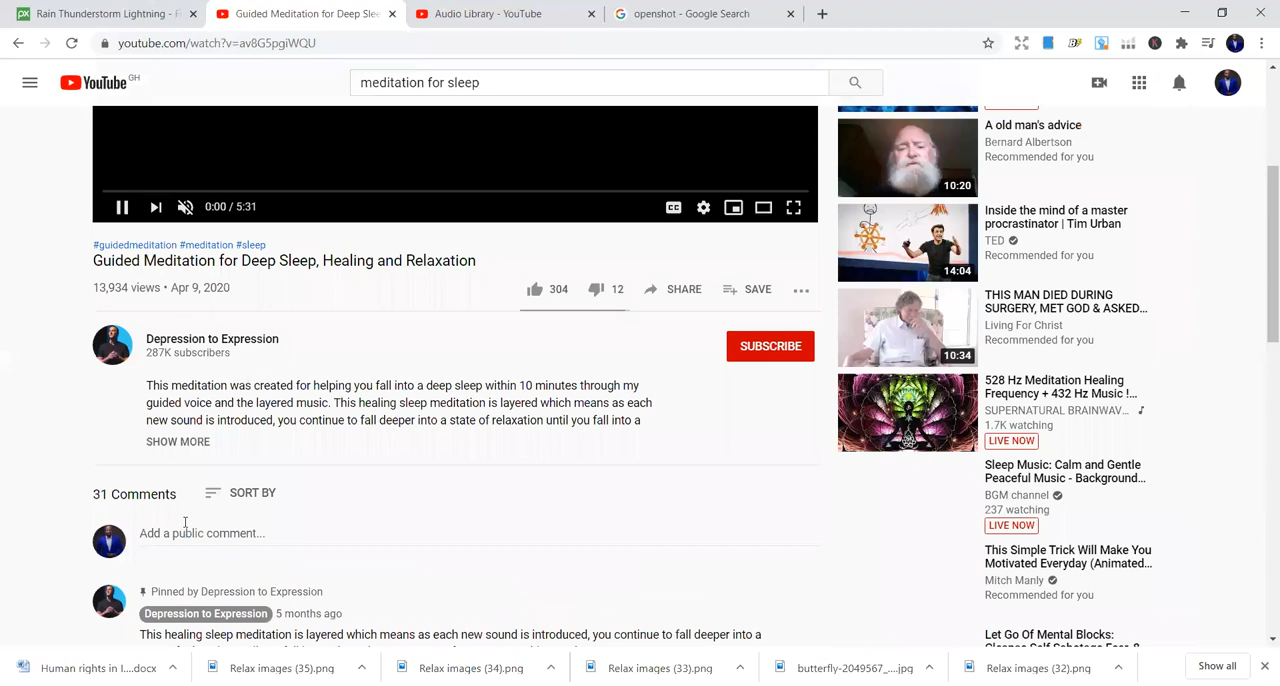 Rain Thunderstorm Lightning - F
Guided Meditation for Deep Slee
Audio Library - YouTube
openshot - Google Search
youtube.com/watch?v=av8G5pgiWQU
YouTube GH
meditation for sleep
0:00 / 5:31
CC
#guidedmeditation #meditation #sleep
Guided Meditation for Deep Sleep, Healing and Relaxation
13,934 views • Apr 9, 2020
304
12
SHARE
SAVE
Depression to Expression
287K subscribers
SUBSCRIBE
This meditation was created for helping you fall into a deep sleep within 10 minutes through my
guided voice and the layered music. This healing sleep meditation is layered which means as each
new sound is introduced, you continue to fall deeper into a state of relaxation until you fall into a
SHOW MORE
31 Comments
SORT BY
Add a public comment...
Pinned by Depression to Expression
Depression to Expression 5 months ago
This healing sleep meditation is layered which means as each new sound is introduced, you continue to fall deeper into a
A old man's advice
Bernard Albertson
Recommended for you
10:20
Inside the mind of a master
procrastinator | Tim Urban
TED
Recommended for you
14:04
THIS MAN DIED DURING
SURGERY, MET GOD & ASKED...
Living For Christ
Recommended for you
10:34
528 Hz Meditation Healing
Frequency + 432 Hz Music !...
SUPERNATURAL BRAINWAV...
1.7K watching
LIVE NOW
Sleep Music: Calm and Gentle
Peaceful Music - Background...
BGM channel
237 watching
LIVE NOW
This Simple Trick Will Make You
Motivated Everyday (Animated...
Mitch Manly
Recommended for you
Let Go Of Mental Blocks:
Human rights in I....docx
Relax images (35).png
Relax images (34).png
Relax images (33).png
butterfly-2049567_....jpg
Relax images (32).png
Show all